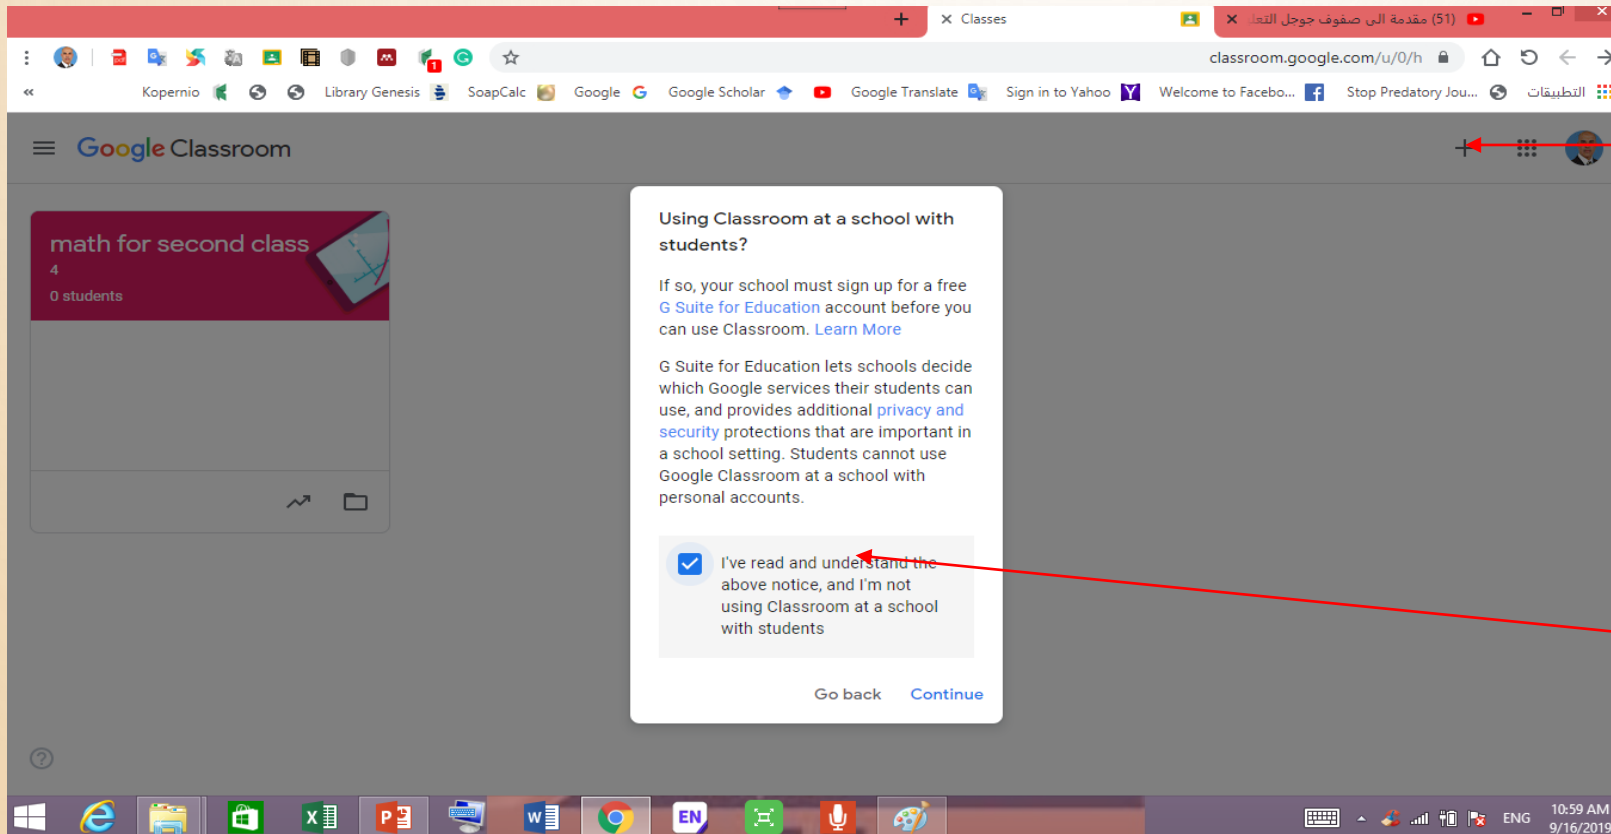 Classes
(51) مقدمة الى صفوف جوجل التعا
classroom.google.com/u/0/h
1
«
Kopernio
Library Genesis
SoapCalc
Google
Google Scholar
Google Translate
Sign in to Yahoo
Welcome to Facebo...
Stop Predatory Jou...
التطبيقات
Google Classroom
math for second class
4
0 students
Using Classroom at a school with
students?
If so, your school must sign up for a free
G Suite for Education account before you
can use Classroom. Learn More
G Suite for Education lets schools decide
which Google services their students can
use, and provides additional privacy and
security protections that are important in
a school setting. Students cannot use
Google Classroom at a school with
personal accounts.
I've read and understand the
above notice, and I'm not
using Classroom at a school
with students
Go back Continue
EN
ENG
10:59 AM
9/16/2019